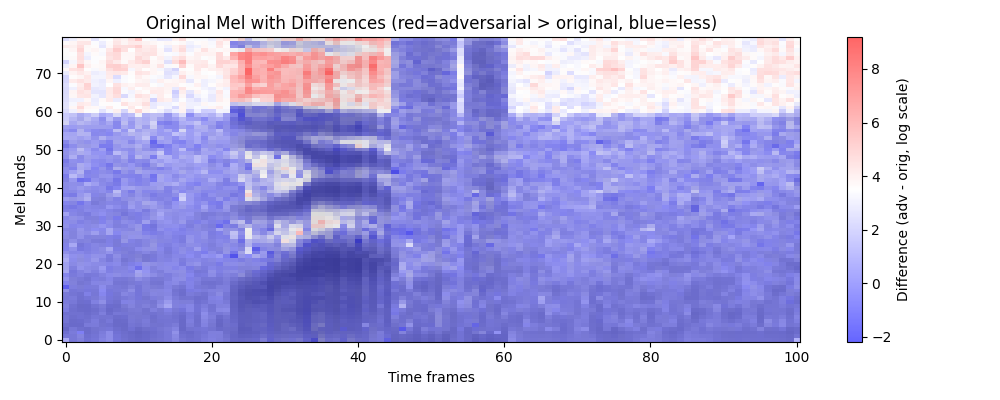 Original Mel with Differences (red=adversarial > original, blue=less)
70
60
50
40
30
20
10
0
Mel bands
0 20 40 60 80 100
Time frames
8
6
4
2
0
−2
Difference (adv - orig, log scale)